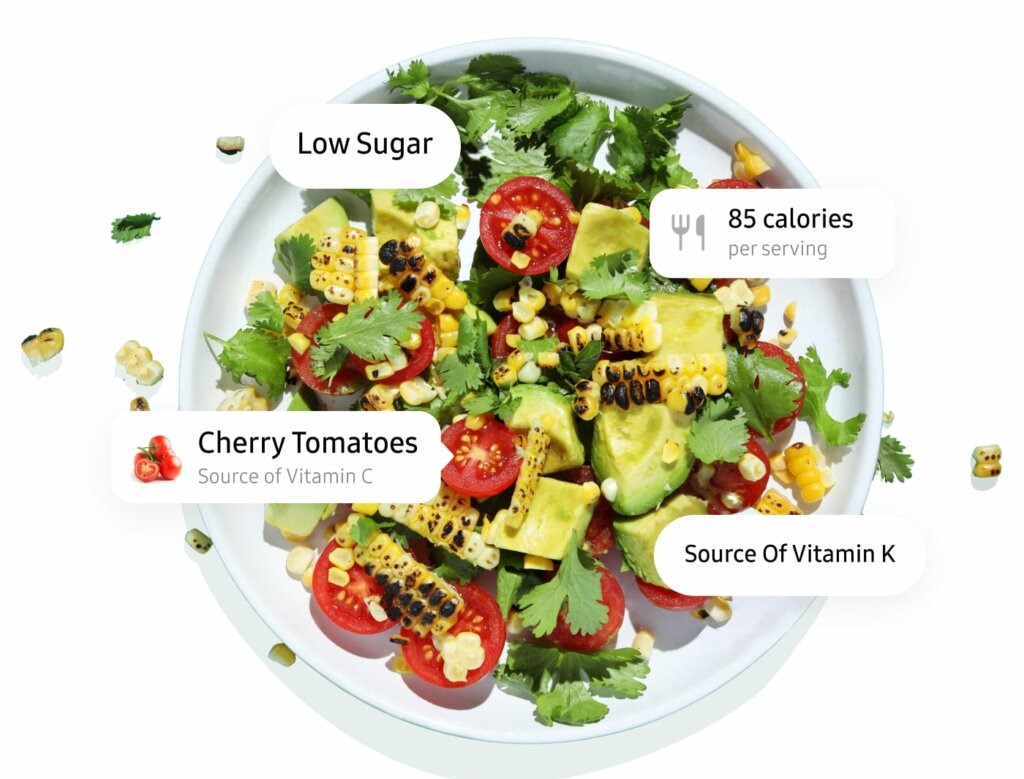 Low Sugar
85 calories
per serving
Cherry Tomatoes
Source of Vitamin C
Source Of Vitamin K